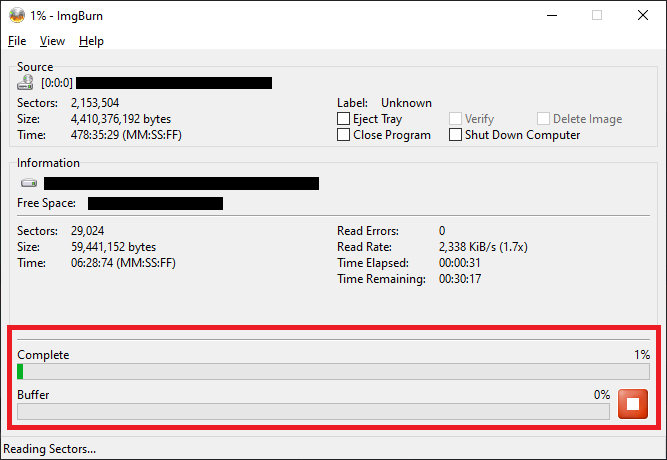 1% - ImgBurn
File View Help
Source
[0:0:0]
Sectors: 2,153,504 Label: Unknown
Size: 4,410,376,192 bytes Eject Tray Verify Delete Image
Time: 478:35:29 (MM:SS:FF) Close Program Shut Down Computer
Information
Free Space:
Sectors: 29,024 Read Errors: 0
Size: 59,441,152 bytes Read Rate: 2,338 KiB/s (1.7x)
Time: 06:28:74 (MM:SS:FF) Time Elapsed: 00:00:31
Time Remaining: 00:30:17
Complete 1%
Buffer 0%
Reading Sectors...